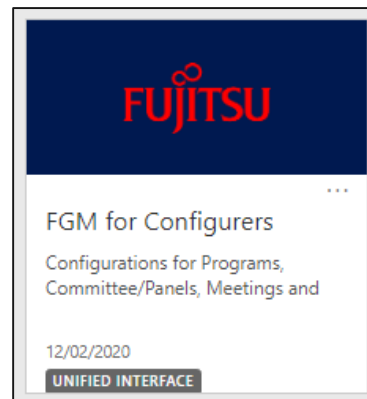 FUJITSU
...
FGM for Configurers
Configurations for Programs,
Committee/Panels, Meetings and
12/02/2020
UNIFIED INTERFACE